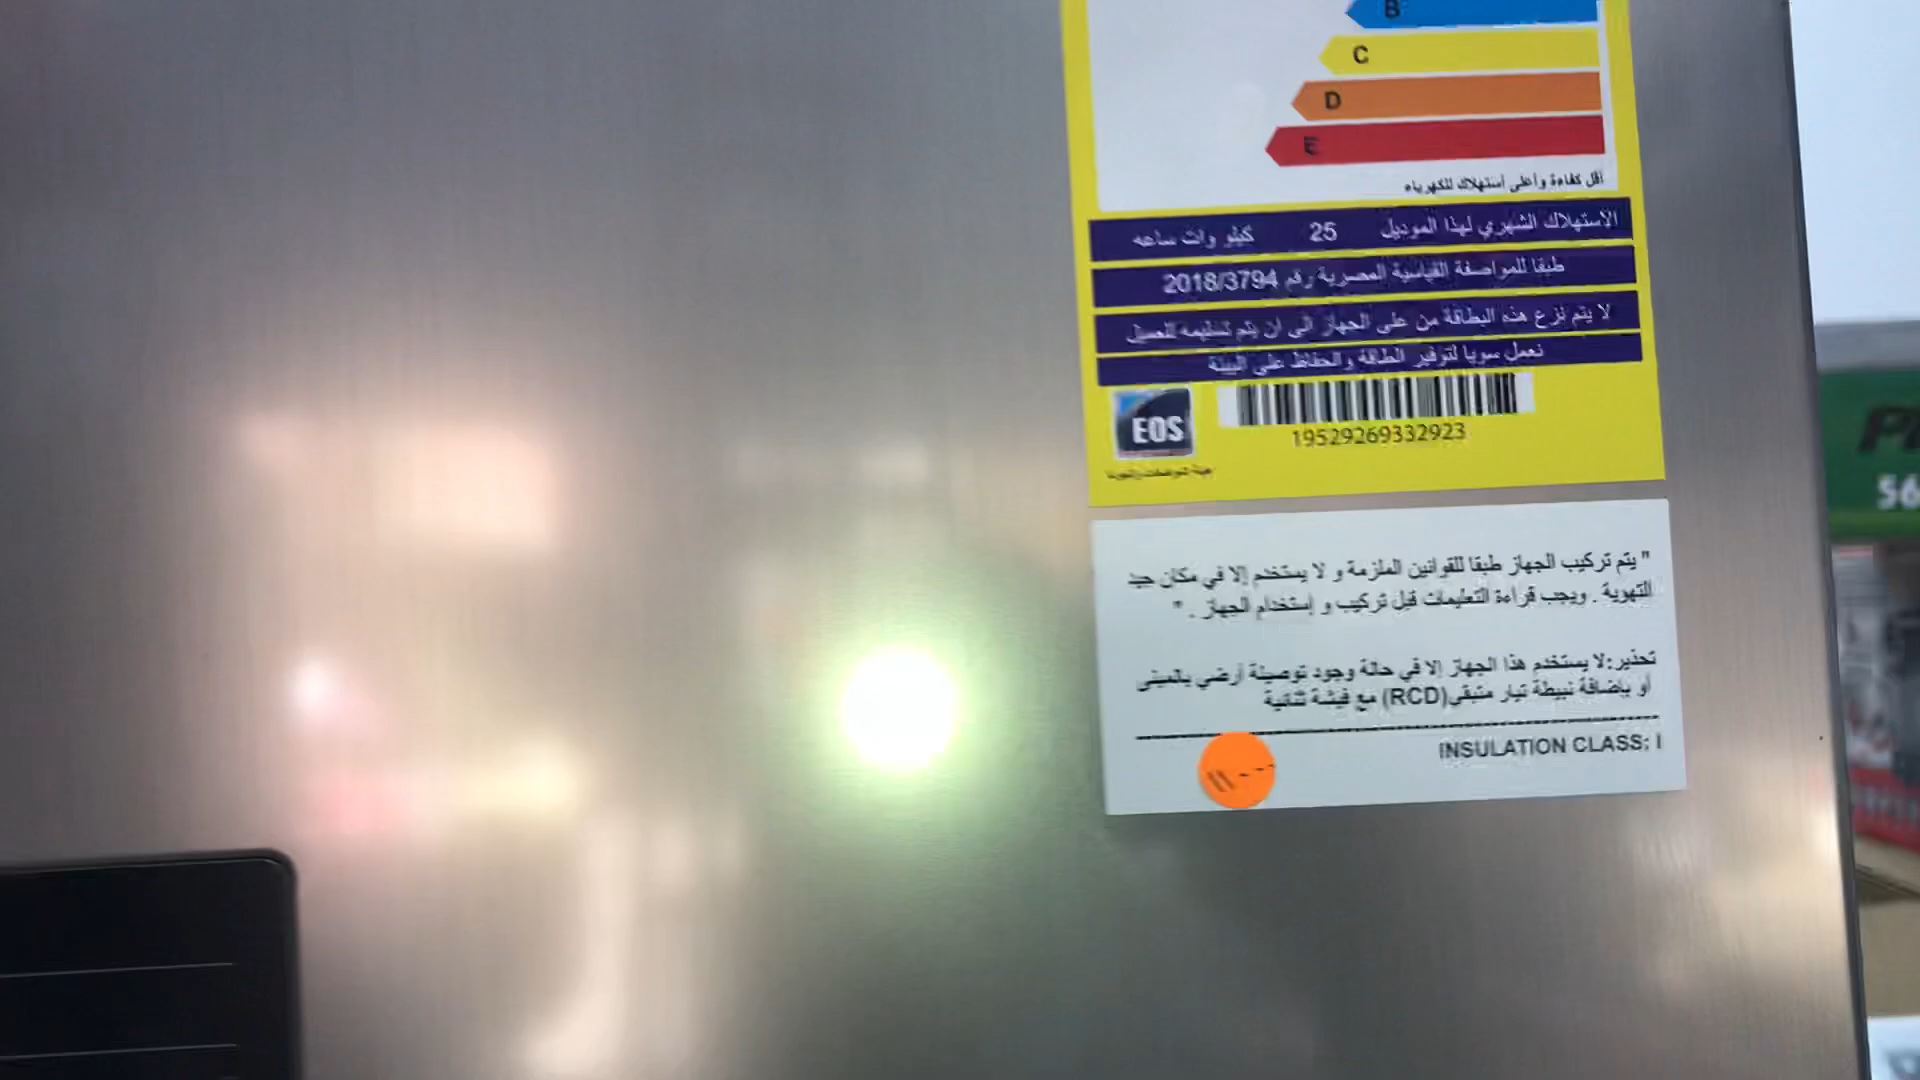 B
C
D
E
أقل كفاءة وأعلى استهلاك للكهرباء
الاستهلاك الشهري لهذا الموديل 25 كيلو وات ساعه
طبقا للمواصفة القياسية المصرية رقم 2018/3794
لا يتم نزع هذه البطاقة من على الجهاز الى ان يتم تسليمه للعميل
نعمل سويا لتوفير الطاقة والحفاظ على البيئة
EOS
19529269332923
" يتم تركيب الجهاز طبقا للقوانين الملزمة و لا يستخدم إلا في مكان جيد
التهوية . ويجب قراءة التعليمات قبل تركيب و إستخدام الجهاز . "
تحذير:لا يستخدم هذا الجهاز إلا في حالة وجود توصيلة أرضي بالمبنى
أو بإضافة نبيطة تيار متبقي(RCD) مع فيشة ثنائية
INSULATION CLASS: I
56